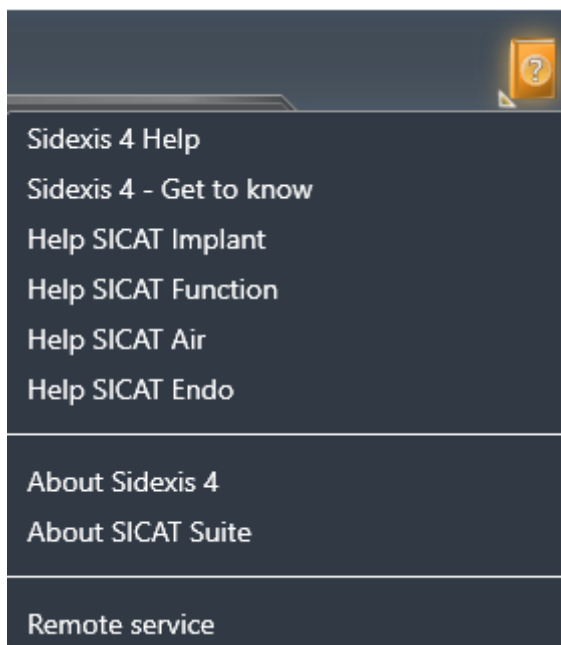 ?
Sidexis 4 Help
Sidexis 4 - Get to know
Help SICAT Implant
Help SICAT Function
Help SICAT Air
Help SICAT Endo
About Sidexis 4
About SICAT Suite
Remote service